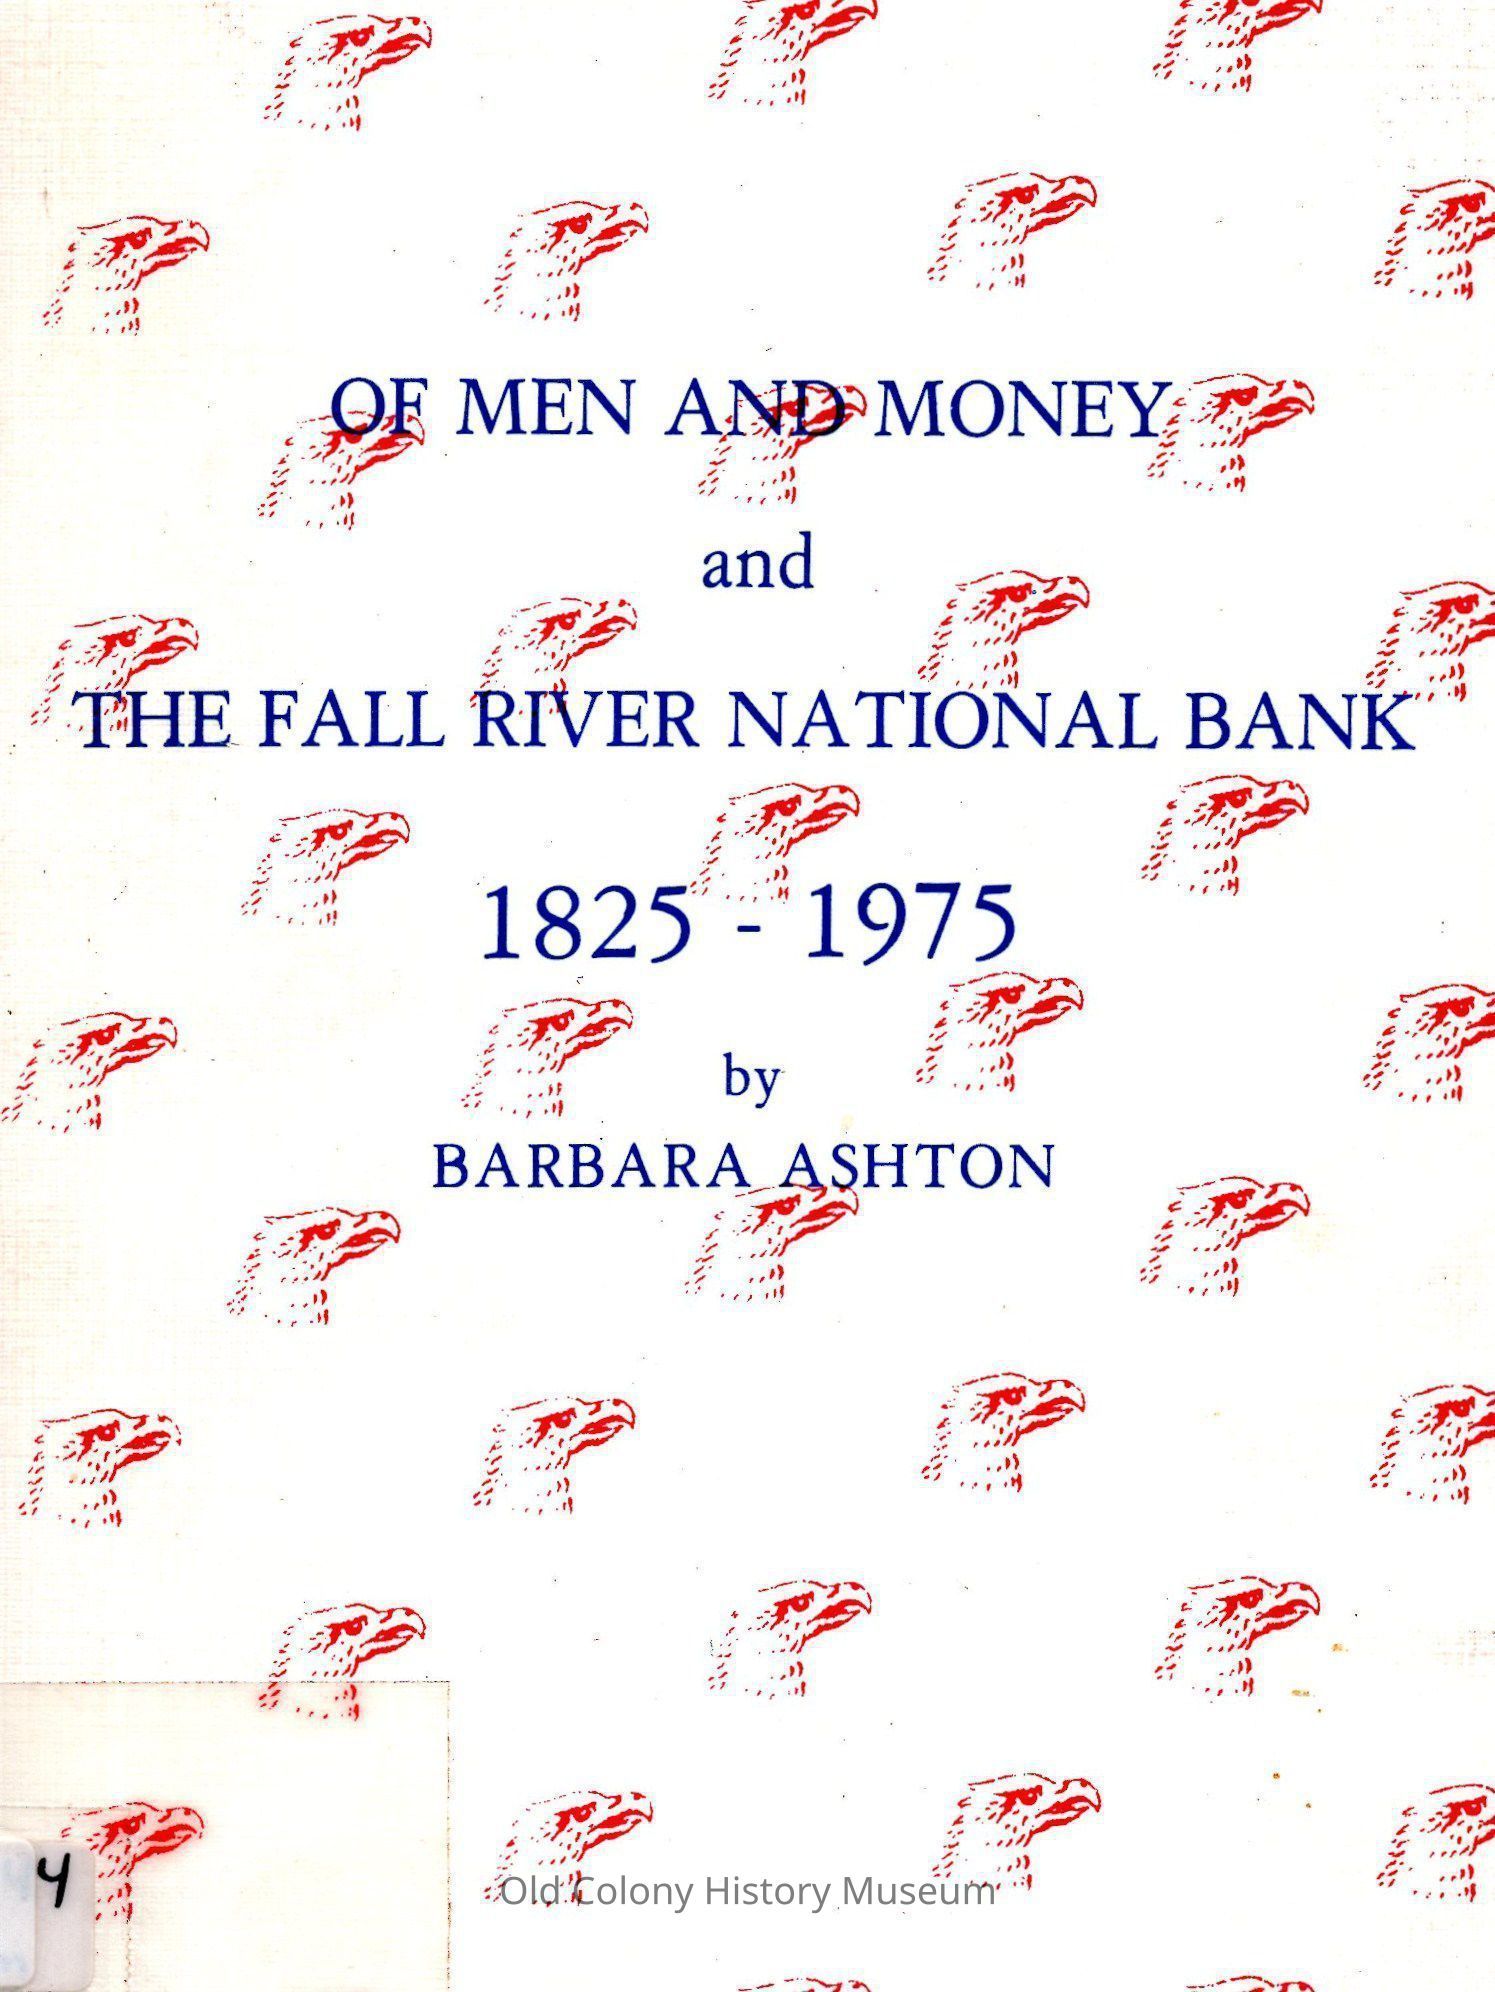 OF MEN AND MONEY
and
THE FALL RIVER NATIONAL BANK
1825 - 1975
by
BARBARA ASHTON
4
Old Colony History Museum